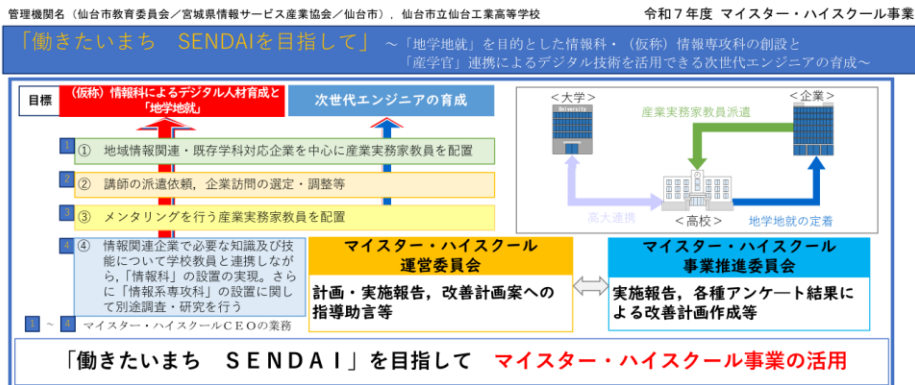 管理機関名（仙台市教育委員会／宮城県情報サービス産業協会／仙台市），仙台市立仙台工業高等学校
令和７年度 マイスター・ハイスクール事業
「働きたいまち　SENDAIを目指して」 ～「地学地就」を目的とした情報科・（仮称）情報専攻科の創設と
「産学官」連携によるデジタル技術を活用できる次世代エンジニアの育成～
目標
（仮称）情報科によるデジタル人材育成と
「地学地就」
次世代エンジニアの育成
1 ① 地域情報関連・既存学科対応企業を中心に産業実務家教員を配置
2 ② 講師の派遣依頼，企業訪問の選定・調整等
3 ③ メンタリングを行う産業実務家教員を配置
4 ④ 情報関連企業で必要な知識及び技
能について学校教員と連携しなが
ら，「情報科」の設置の実現。さら
に「情報系専攻科」の設置に関し
て別途調査・研究を行う
1 ～ 4 マイスター・ハイスクールＣＥＯの業務
＜大学＞
University
＜企業＞
産業実務家教員派遣
高大連携
＜高校＞
地学地就の定着
マイスター・ハイスクール
運営委員会
計画・実施報告，改善計画案への
指導助言等
マイスター・ハイスクール
事業推進委員会
実施報告，各種アンケート結果に
よる改善計画作成等
「働きたいまち　ＳＥＮＤＡＩ」を目指して　マイスター・ハイスクール事業の活用